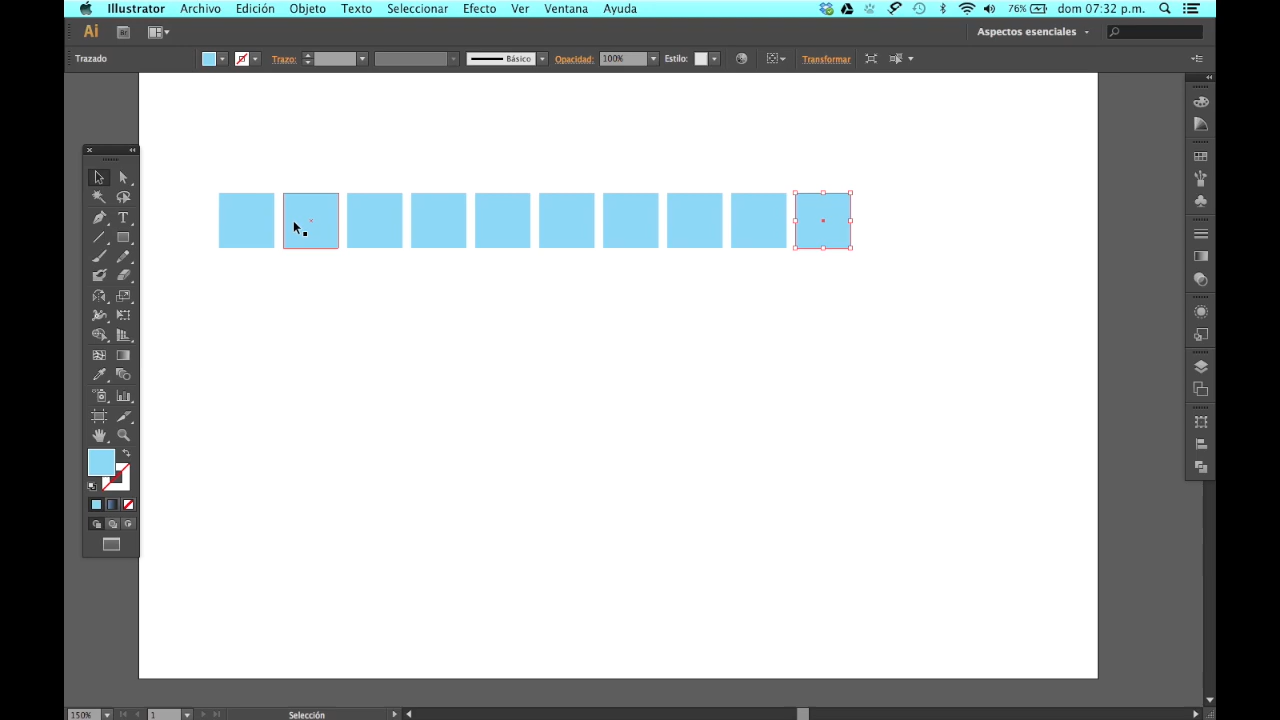 Illustrator Archivo Edición Objeto Texto Seleccionar Efecto Ver Ventana Ayuda 76% dom 07:32 p.m.
Ai Br Aspectos esenciales
Trazado Trazo: Básico Opacidad: 100% Estilo: Transformar
T
150% 1 Selección